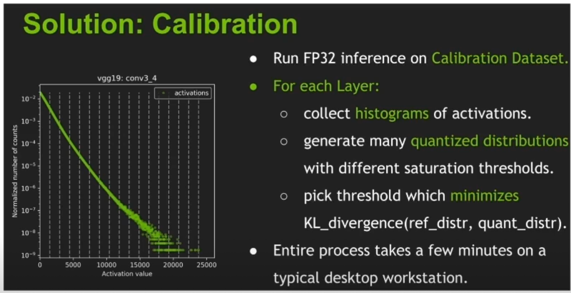 Solution: Calibration
● Run FP32 inference on Calibration Dataset.
● For each Layer:
○ collect histograms of activations.
○ generate many quantized distributions
with different saturation thresholds.
○ pick threshold which minimizes
KL_divergence(ref_distr, quant_distr).
● Entire process takes a few minutes on a
typical desktop workstation.
vgg19: conv3_4
activations
Normalized number of counts
10⁻²
10⁻³
10⁻⁴
10⁻⁵
10⁻⁶
10⁻⁷
10⁻⁸
10⁻⁹
0 5000 10000 15000 20000 25000
Activation value